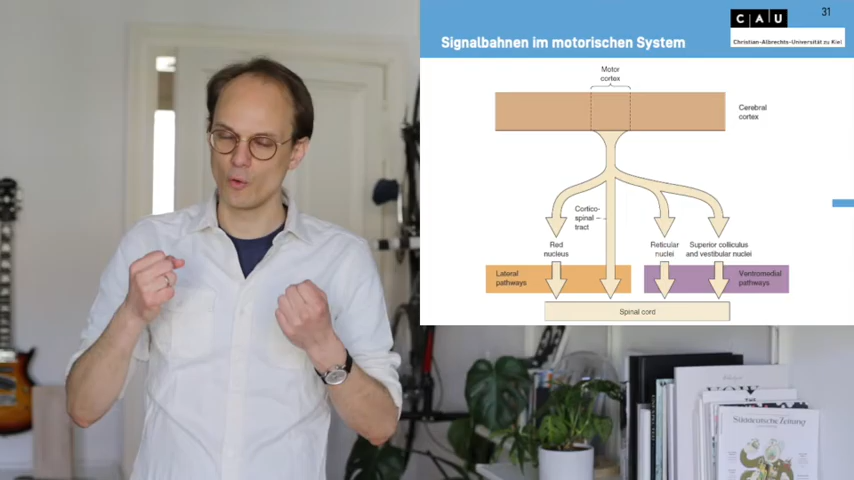 31
CAU
Christian-Albrechts-Universität zu Kiel
Signalbahnen im motorischen System
Motor
cortex
Cerebral
cortex
Cortico-
spinal
tract
Red
nucleus
Reticular
nuclei
Superior colliculus
and vestibular nuclei
Lateral
pathways
Ventromedial
pathways
Spinal cord
Süddeutsche Zeitung